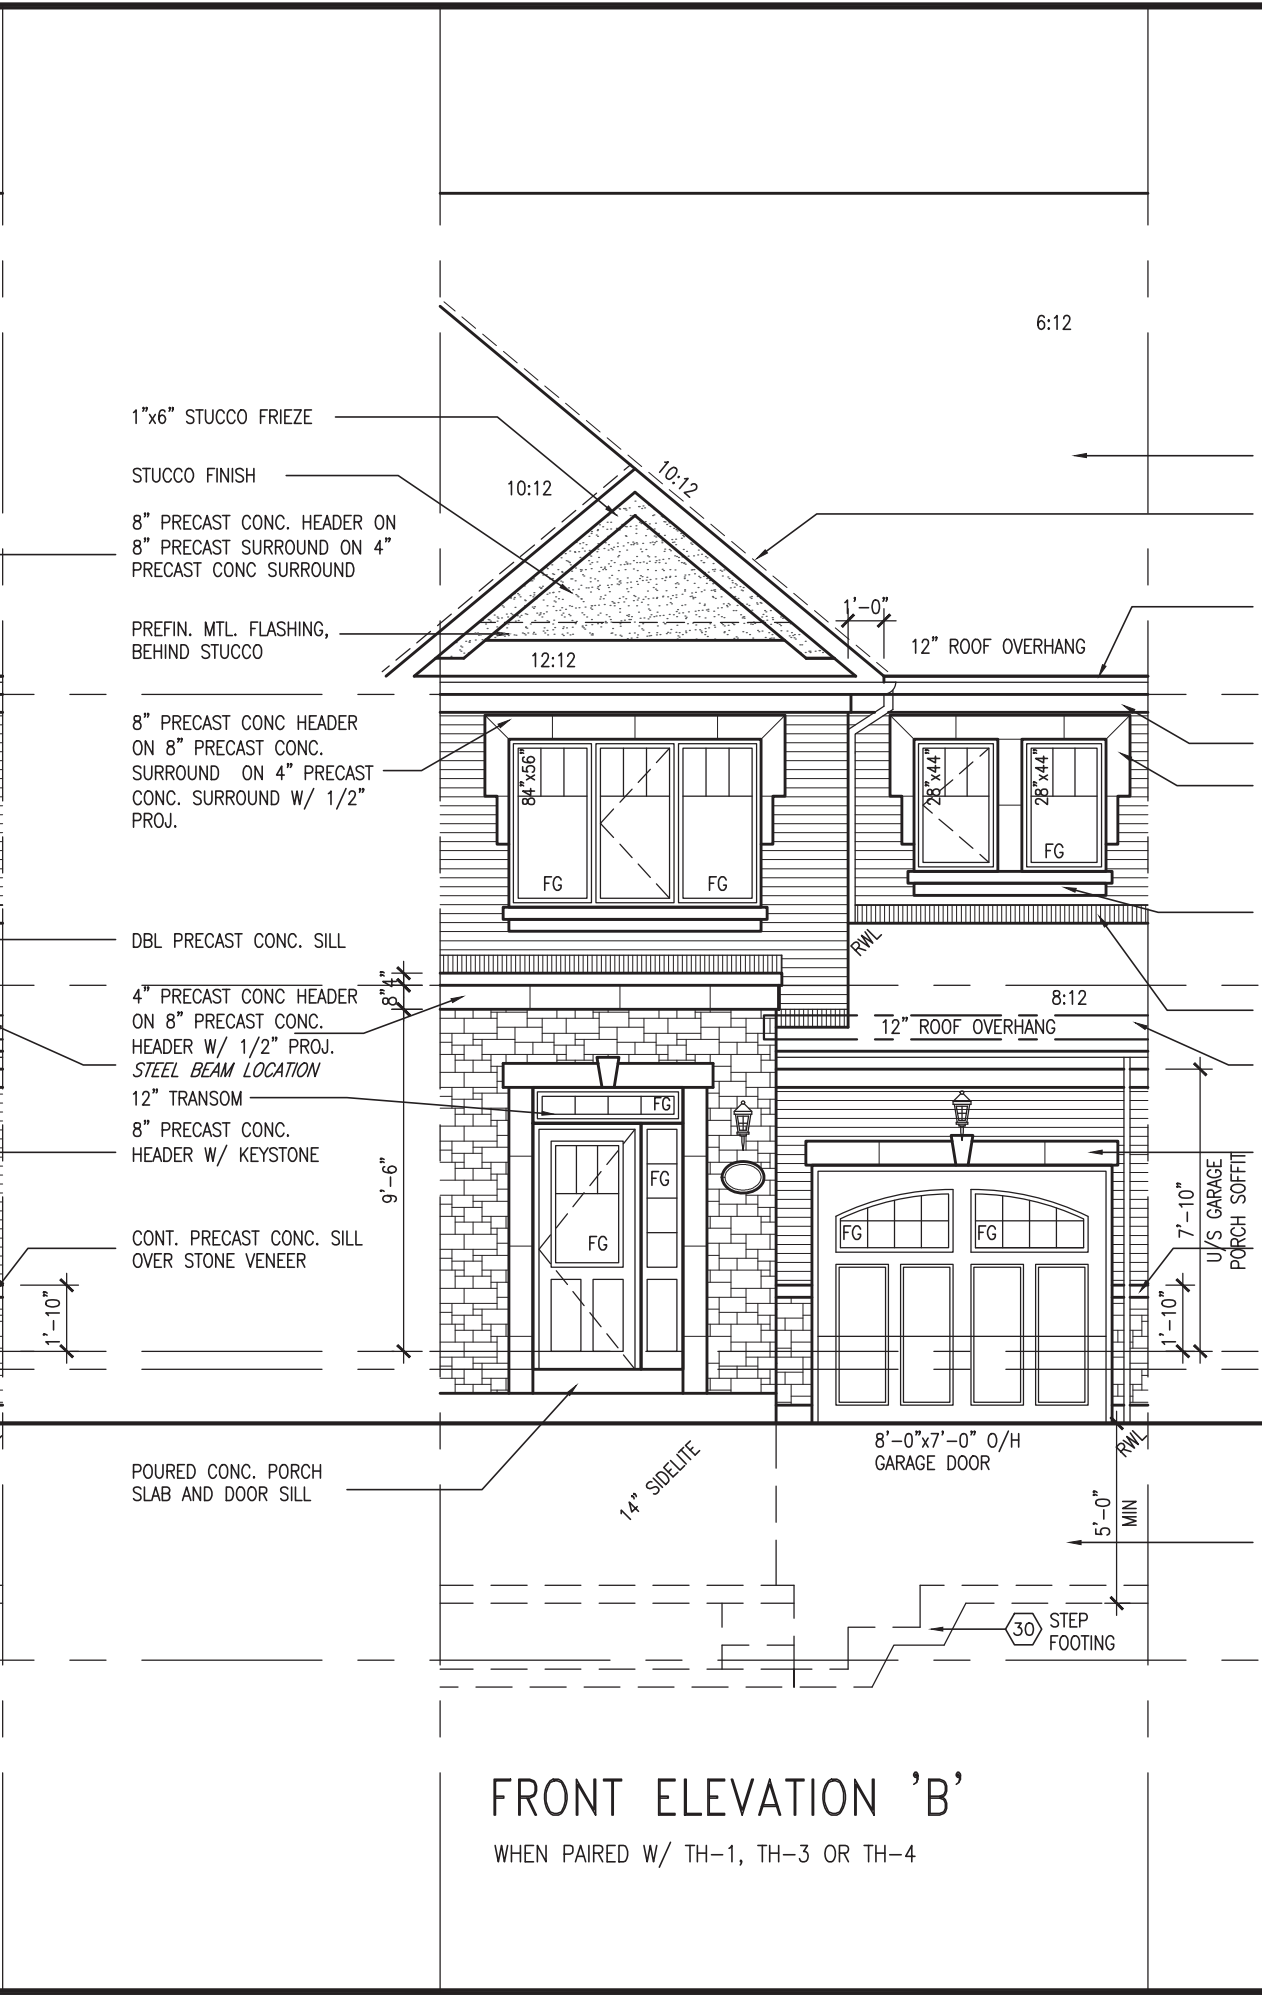 6:12
1"x6" STUCCO FRIEZE
10:12
10:12
STUCCO FINISH
8" PRECAST CONC. HEADER ON
8" PRECAST SURROUND ON 4"
PRECAST CONC SURROUND
1'-0"
PREFIN. MTL. FLASHING,
BEHIND STUCCO
12:12
12" ROOF OVERHANG
8" PRECAST CONC HEADER
ON 8" PRECAST CONC.
SURROUND ON 4" PRECAST
CONC. SURROUND W/ 1/2"
PROJ.
84"x56"
28"x44"
28"x44"
FG
FG
FG
DBL PRECAST CONC. SILL
RWL
4" PRECAST CONC HEADER
ON 8" PRECAST CONC.
HEADER W/ 1/2" PROJ.
STEEL BEAM LOCATION
4"
8"
8:12
12" ROOF OVERHANG
12" TRANSOM
FG
8" PRECAST CONC.
HEADER W/ KEYSTONE
9'-6"
FG
FG
FG
FG
7'-10"
U/S GARAGE
PORCH SOFFIT
CONT. PRECAST CONC. SILL
OVER STONE VENEER
1'-10"
1'-10"
8'-0"x7'-0" O/H
GARAGE DOOR
RWL
POURED CONC. PORCH
SLAB AND DOOR SILL
14" SIDELITE
5'-0"
MIN
30
STEP
FOOTING
FRONT ELEVATION 'B'
WHEN PAIRED W/ TH-1, TH-3 OR TH-4